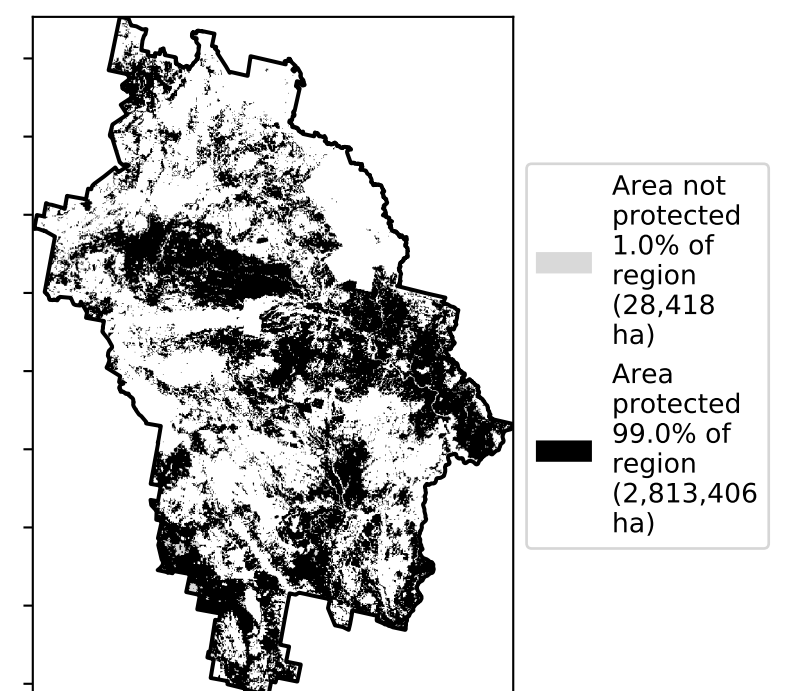 Area not
protected
1.0% of
region
(28,418
ha)
Area
protected
99.0% of
region
(2,813,406
ha)